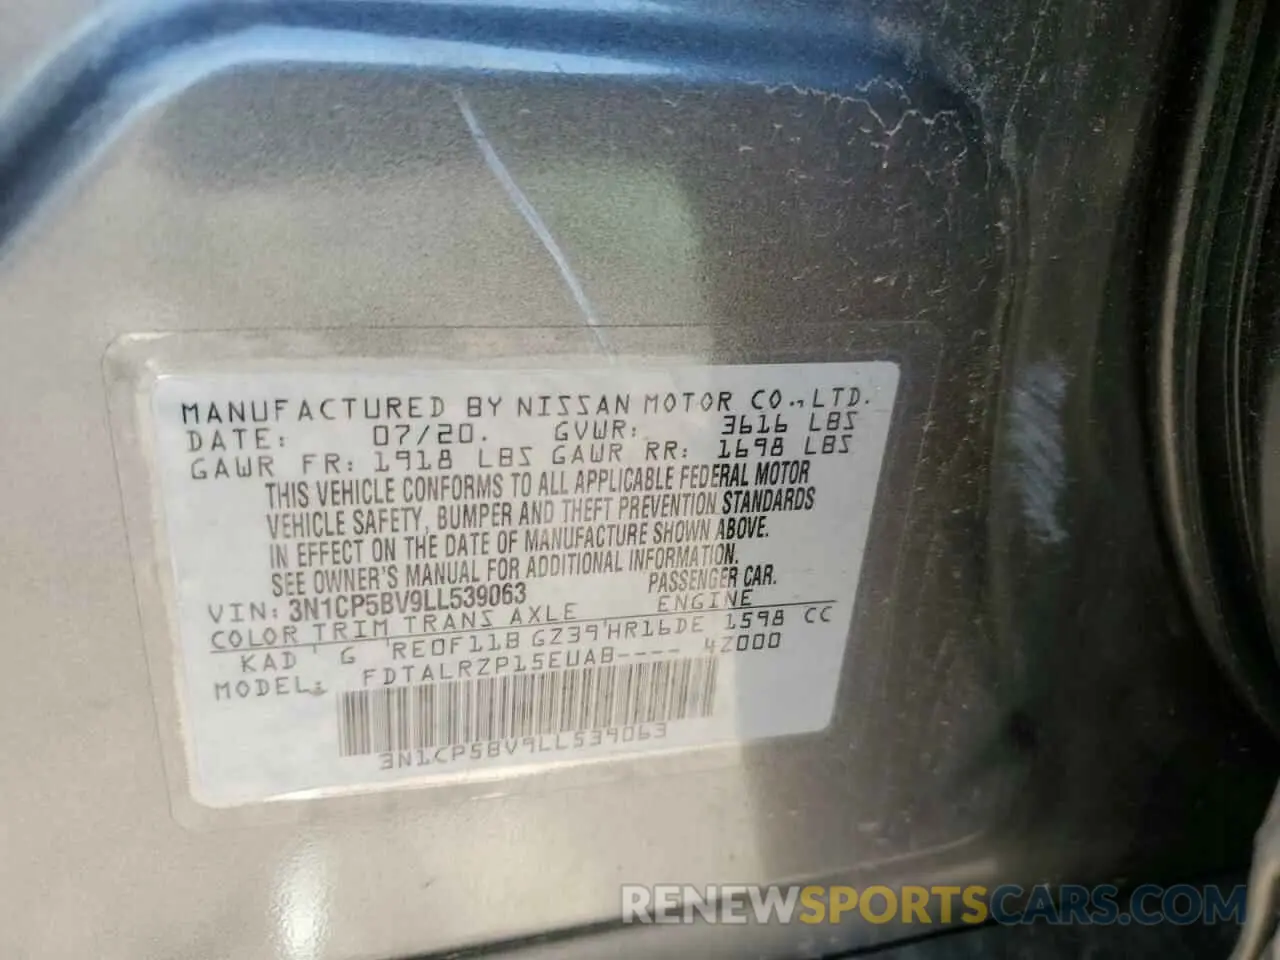 MANUFACTURED BY NISSAN MOTOR CO., LTD.
DATE: 07/20. GVWR: 3616 LBS
GAWR FR: 1918 LBS GAWR RR: 1698 LBS
THIS VEHICLE CONFORMS TO ALL APPLICABLE FEDERAL MOTOR
VEHICLE SAFETY, BUMPER AND THEFT PREVENTION STANDARDS
IN EFFECT ON THE DATE OF MANUFACTURE SHOWN ABOVE.
SEE OWNER'S MANUAL FOR ADDITIONAL INFORMATION.
VIN: 3N1CP5BV9LL539063 PASSENGER CAR.
COLOR TRIM TRANS AXLE ENGINE
KAD ' G 'RE0F11B GZ39'HR16DE 1598 CC
MODEL: FDTALRZP15EUAB---- 4Z000
3N1CP5BV9LL539063
RENEWSPORTSCARS.COM